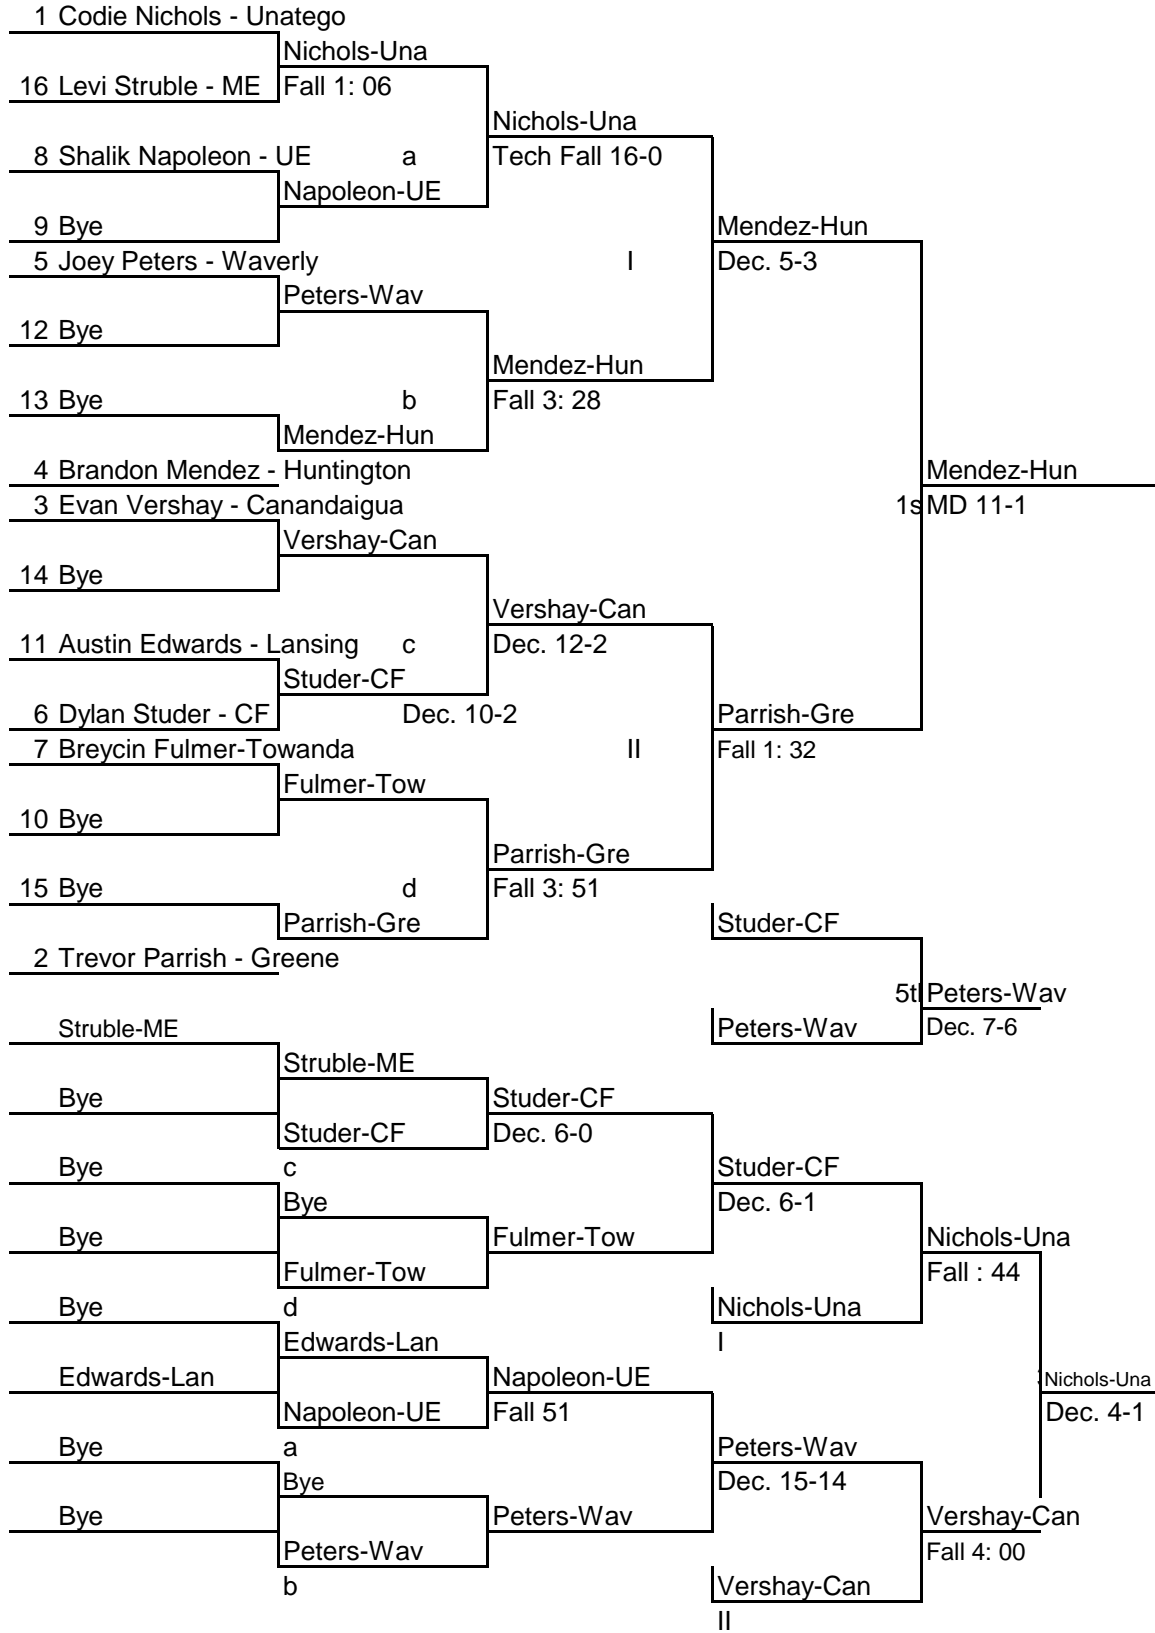 1 Codie Nichols - Unatego
Nichols-Una
16 Levi Struble - ME Fall 1: 06
Nichols-Una
8 Shalik Napoleon - UE a Tech Fall 16-0
Napoleon-UE
9 Bye Mendez-Hun
5 Joey Peters - Waverly I Dec. 5-3
Peters-Wav
12 Bye
Mendez-Hun
13 Bye b Fall 3: 28
Mendez-Hun
4 Brandon Mendez - Huntington Mendez-Hun
3 Evan Vershay - Canandaigua 1s MD 11-1
Vershay-Can
14 Bye
Vershay-Can
11 Austin Edwards - Lansing c Dec. 12-2
Studer-CF
6 Dylan Studer - CF Dec. 10-2 Parrish-Gre
7 Breycin Fulmer-Towanda II Fall 1: 32
Fulmer-Tow
10 Bye
Parrish-Gre
15 Bye d Fall 3: 51
Parrish-Gre Studer-CF
2 Trevor Parrish - Greene
5t Peters-Wav
Struble-ME Peters-Wav Dec. 7-6
Struble-ME
Bye Studer-CF
Studer-CF Dec. 6-0
Bye c Studer-CF
Bye Dec. 6-1
Bye Fulmer-Tow Nichols-Una
Fulmer-Tow Fall : 44
Bye d Nichols-Una
Edwards-Lan I
Edwards-Lan Napoleon-UE Nichols-Una
Napoleon-UE Fall 51 Dec. 4-1
Bye a Peters-Wav
Bye Dec. 15-14
Bye Peters-Wav Vershay-Can
Peters-Wav Fall 4: 00
b Vershay-Can
II